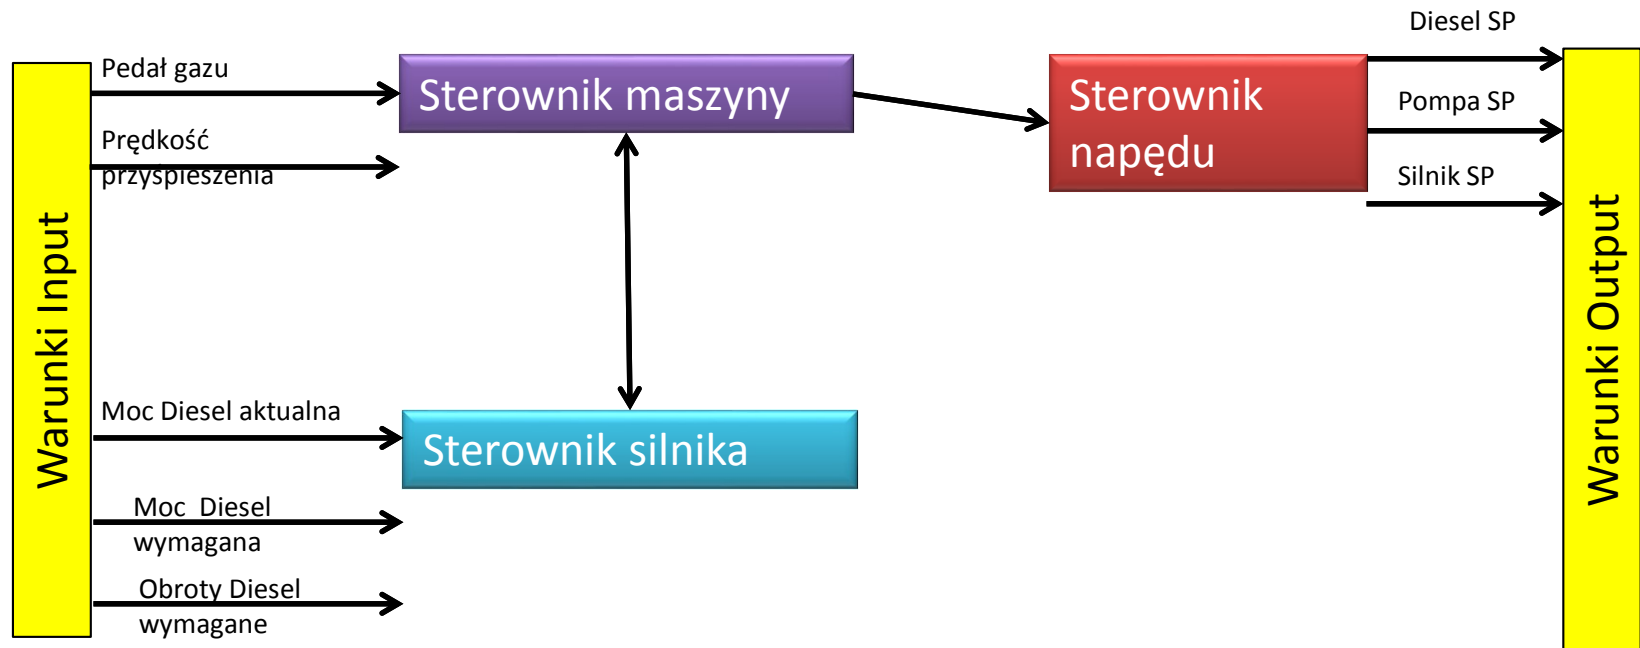 Warunki Input
Pedał gazu
Prędkość
przyśpieszenia
Moc Diesel aktualna
Moc Diesel
wymagana
Obroty Diesel
wymagane
Sterownik maszyny
Sterownik silnika
Sterownik
napędu
Diesel SP
Pompa SP
Silnik SP
Warunki Output